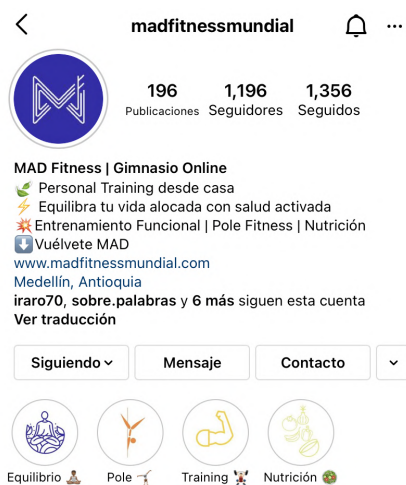 madfitnessmundial
196 1,196 1,356
Publicaciones Seguidores Seguidos
MAD Fitness | Gimnasio Online
🌿 Personal Training desde casa
⚡ Equilibra tu vida alocada con salud activada
💥Entrenamiento Funcional | Pole Fitness | Nutrición
⬇️Vuélvete MAD
www.madfitnessmundial.com
Medellín, Antioquia
iraro70, sobre.palabras y 6 más siguen esta cuenta
Ver traducción
Siguiendo Mensaje Contacto
Equilibrio Pole Training Nutrición